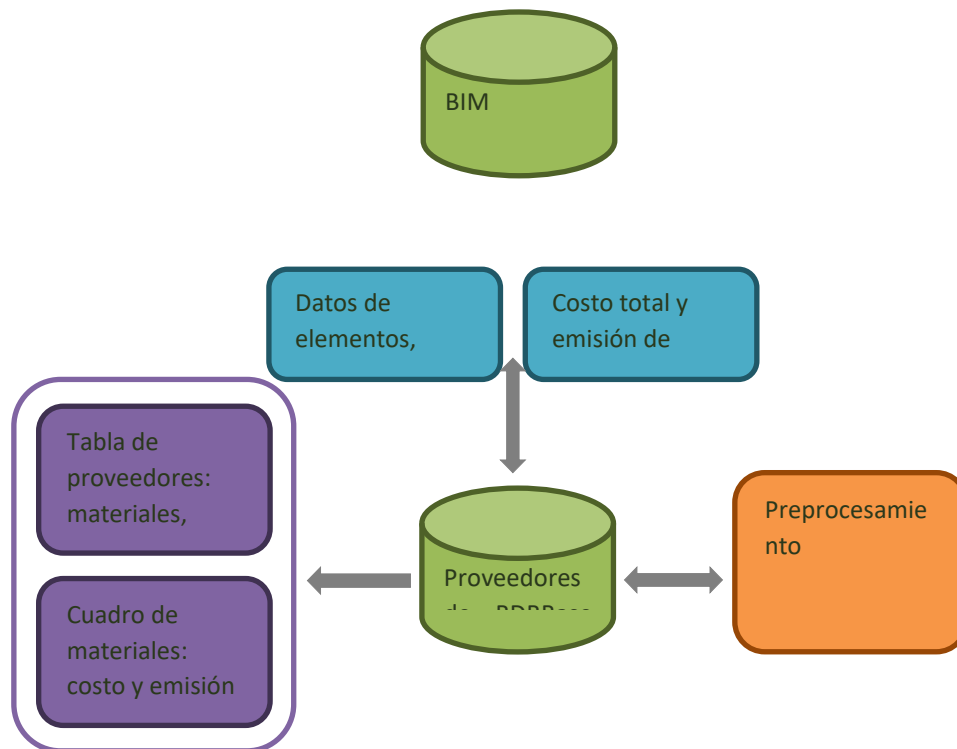 BIM
Datos de
elementos,
Costo total y
emisión de
Tabla de
proveedores:
materiales,
Cuadro de
materiales:
costo y emisión
Proveedores
Preprocesamie
nto